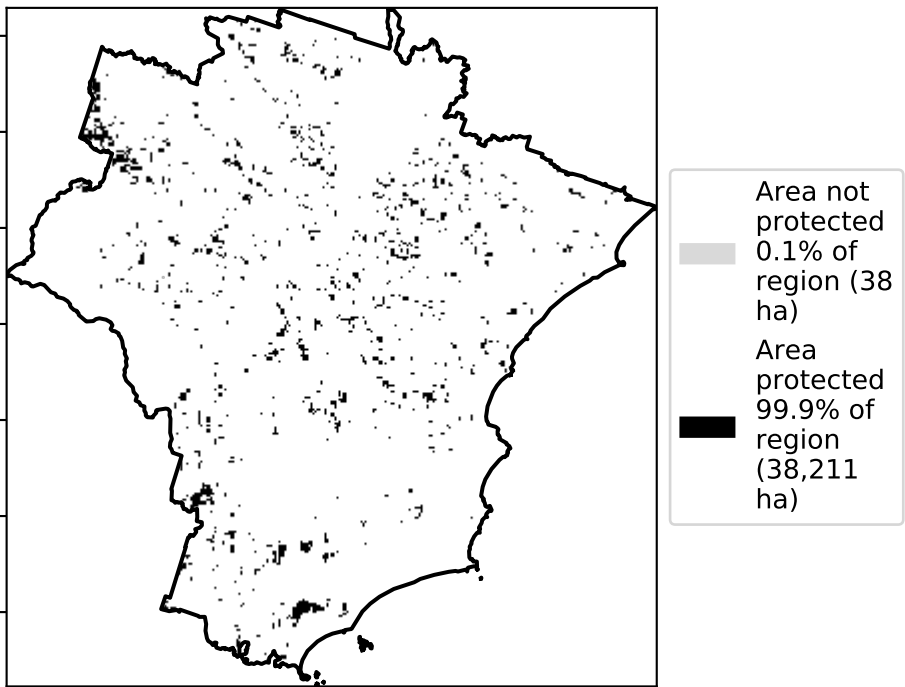 Area not
protected
0.1% of
region (38
ha)
Area
protected
99.9% of
region
(38,211
ha)